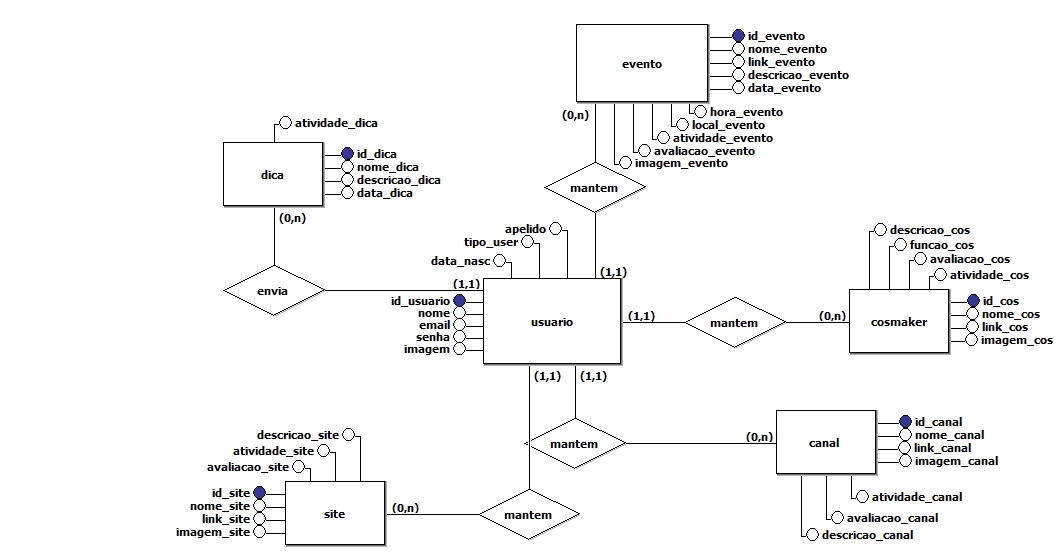 evento
id_evento
nome_evento
link_evento
descricao_evento
data_evento
hora_evento
local_evento
atividade_evento
avaliacao_evento
imagem_evento
(0,n)
mantem
(1,1)
atividade_dica
dica
id_dica
nome_dica
descricao_dica
data_dica
(0,n)
envia
(1,1)
apelido
tipo_user
data_nasc
id_usuario
nome
email
senha
imagem
usuario
(1,1)
mantem
(0,n)
descricao_cos
funcao_cos
avaliacao_cos
atividade_cos
cosmaker
id_cos
nome_cos
link_cos
imagem_cos
(1,1)
(1,1)
mantem
(0,n)
canal
id_canal
nome_canal
link_canal
imagem_canal
atividade_canal
avaliacao_canal
descricao_canal
descricao_site
atividade_site
avaliacao_site
id_site
nome_site
link_site
imagem_site
site
(0,n)
mantem